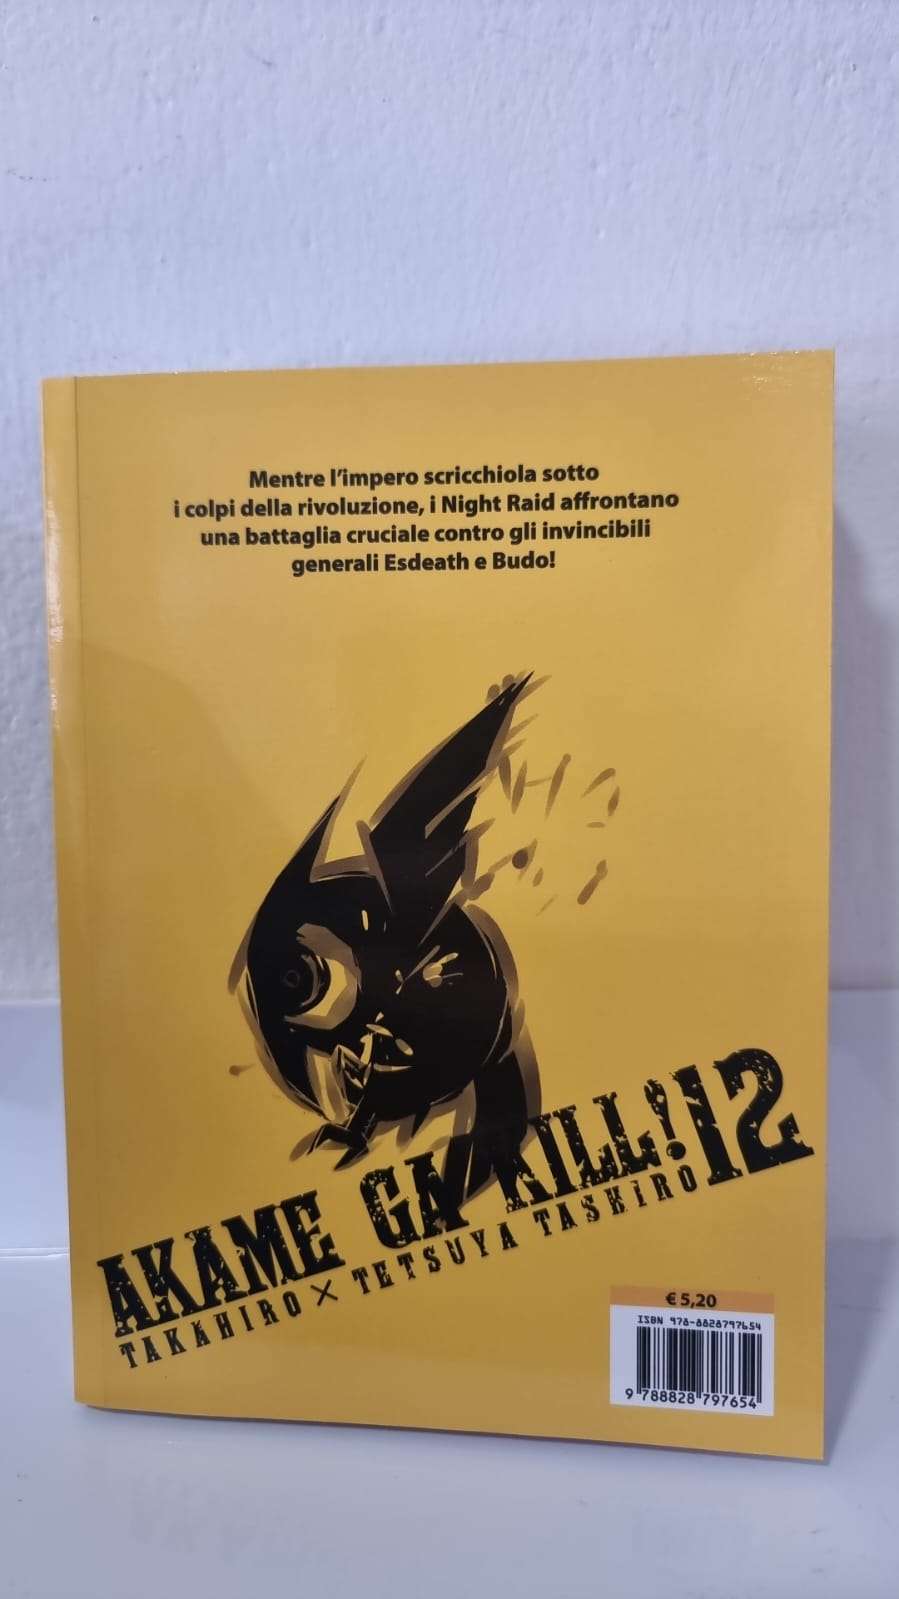 Mentre l'impero scricchiola sotto
i colpi della rivoluzione, i Night Raid affrontano
una battaglia cruciale contro gli invincibili
generali Esdeath e Budo!
AKAME GA KILL! 12
TAKAHIRO × TETSUYA TASHIRO
€ 5,20
ISBN 978-8828797654
9 788828 797654